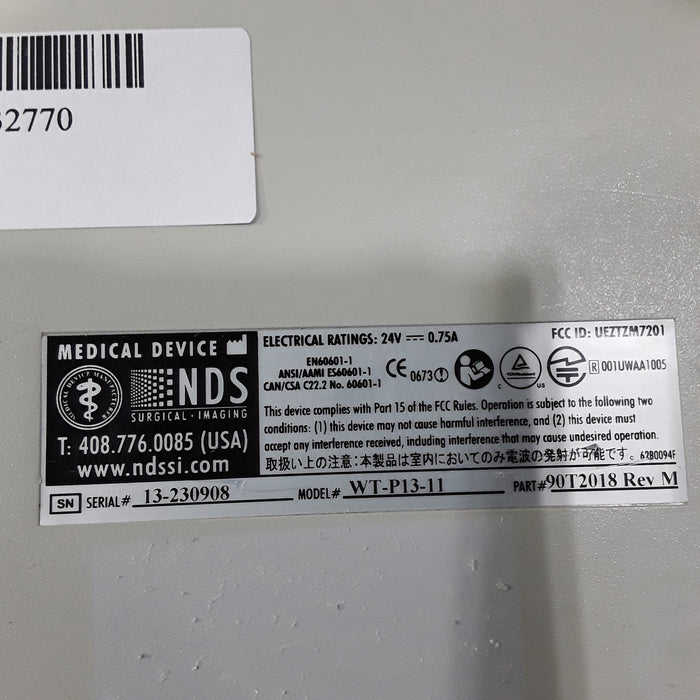 32770
MEDICAL DEVICE
MEDICAL DEVICE MANUFACTURER
NDS
SURGICAL · IMAGING
T: 408.776.0085 (USA)
www.ndssi.com
ELECTRICAL RATINGS: 24V 0.75A
FCC ID: UEZTZM7201
EN60601-1
ANSI/AAMI ES60601-1
CAN/CSA C22.2 No. 60601-1
CE 0673
C US
R 001UWAA1005
This device complies with Part 15 of the FCC Rules. Operation is subject to the following two
conditions: (1) this device may not cause harmful interference, and (2) this device must
accept any interference received, including interference that may cause undesired operation.
取扱い上の注意:本製品は室内においてのみ電波の発射が可能です。 62B0094F
SN SERIAL# 13-230908 MODEL# WT-P13-11 PART# 90T2018 Rev M